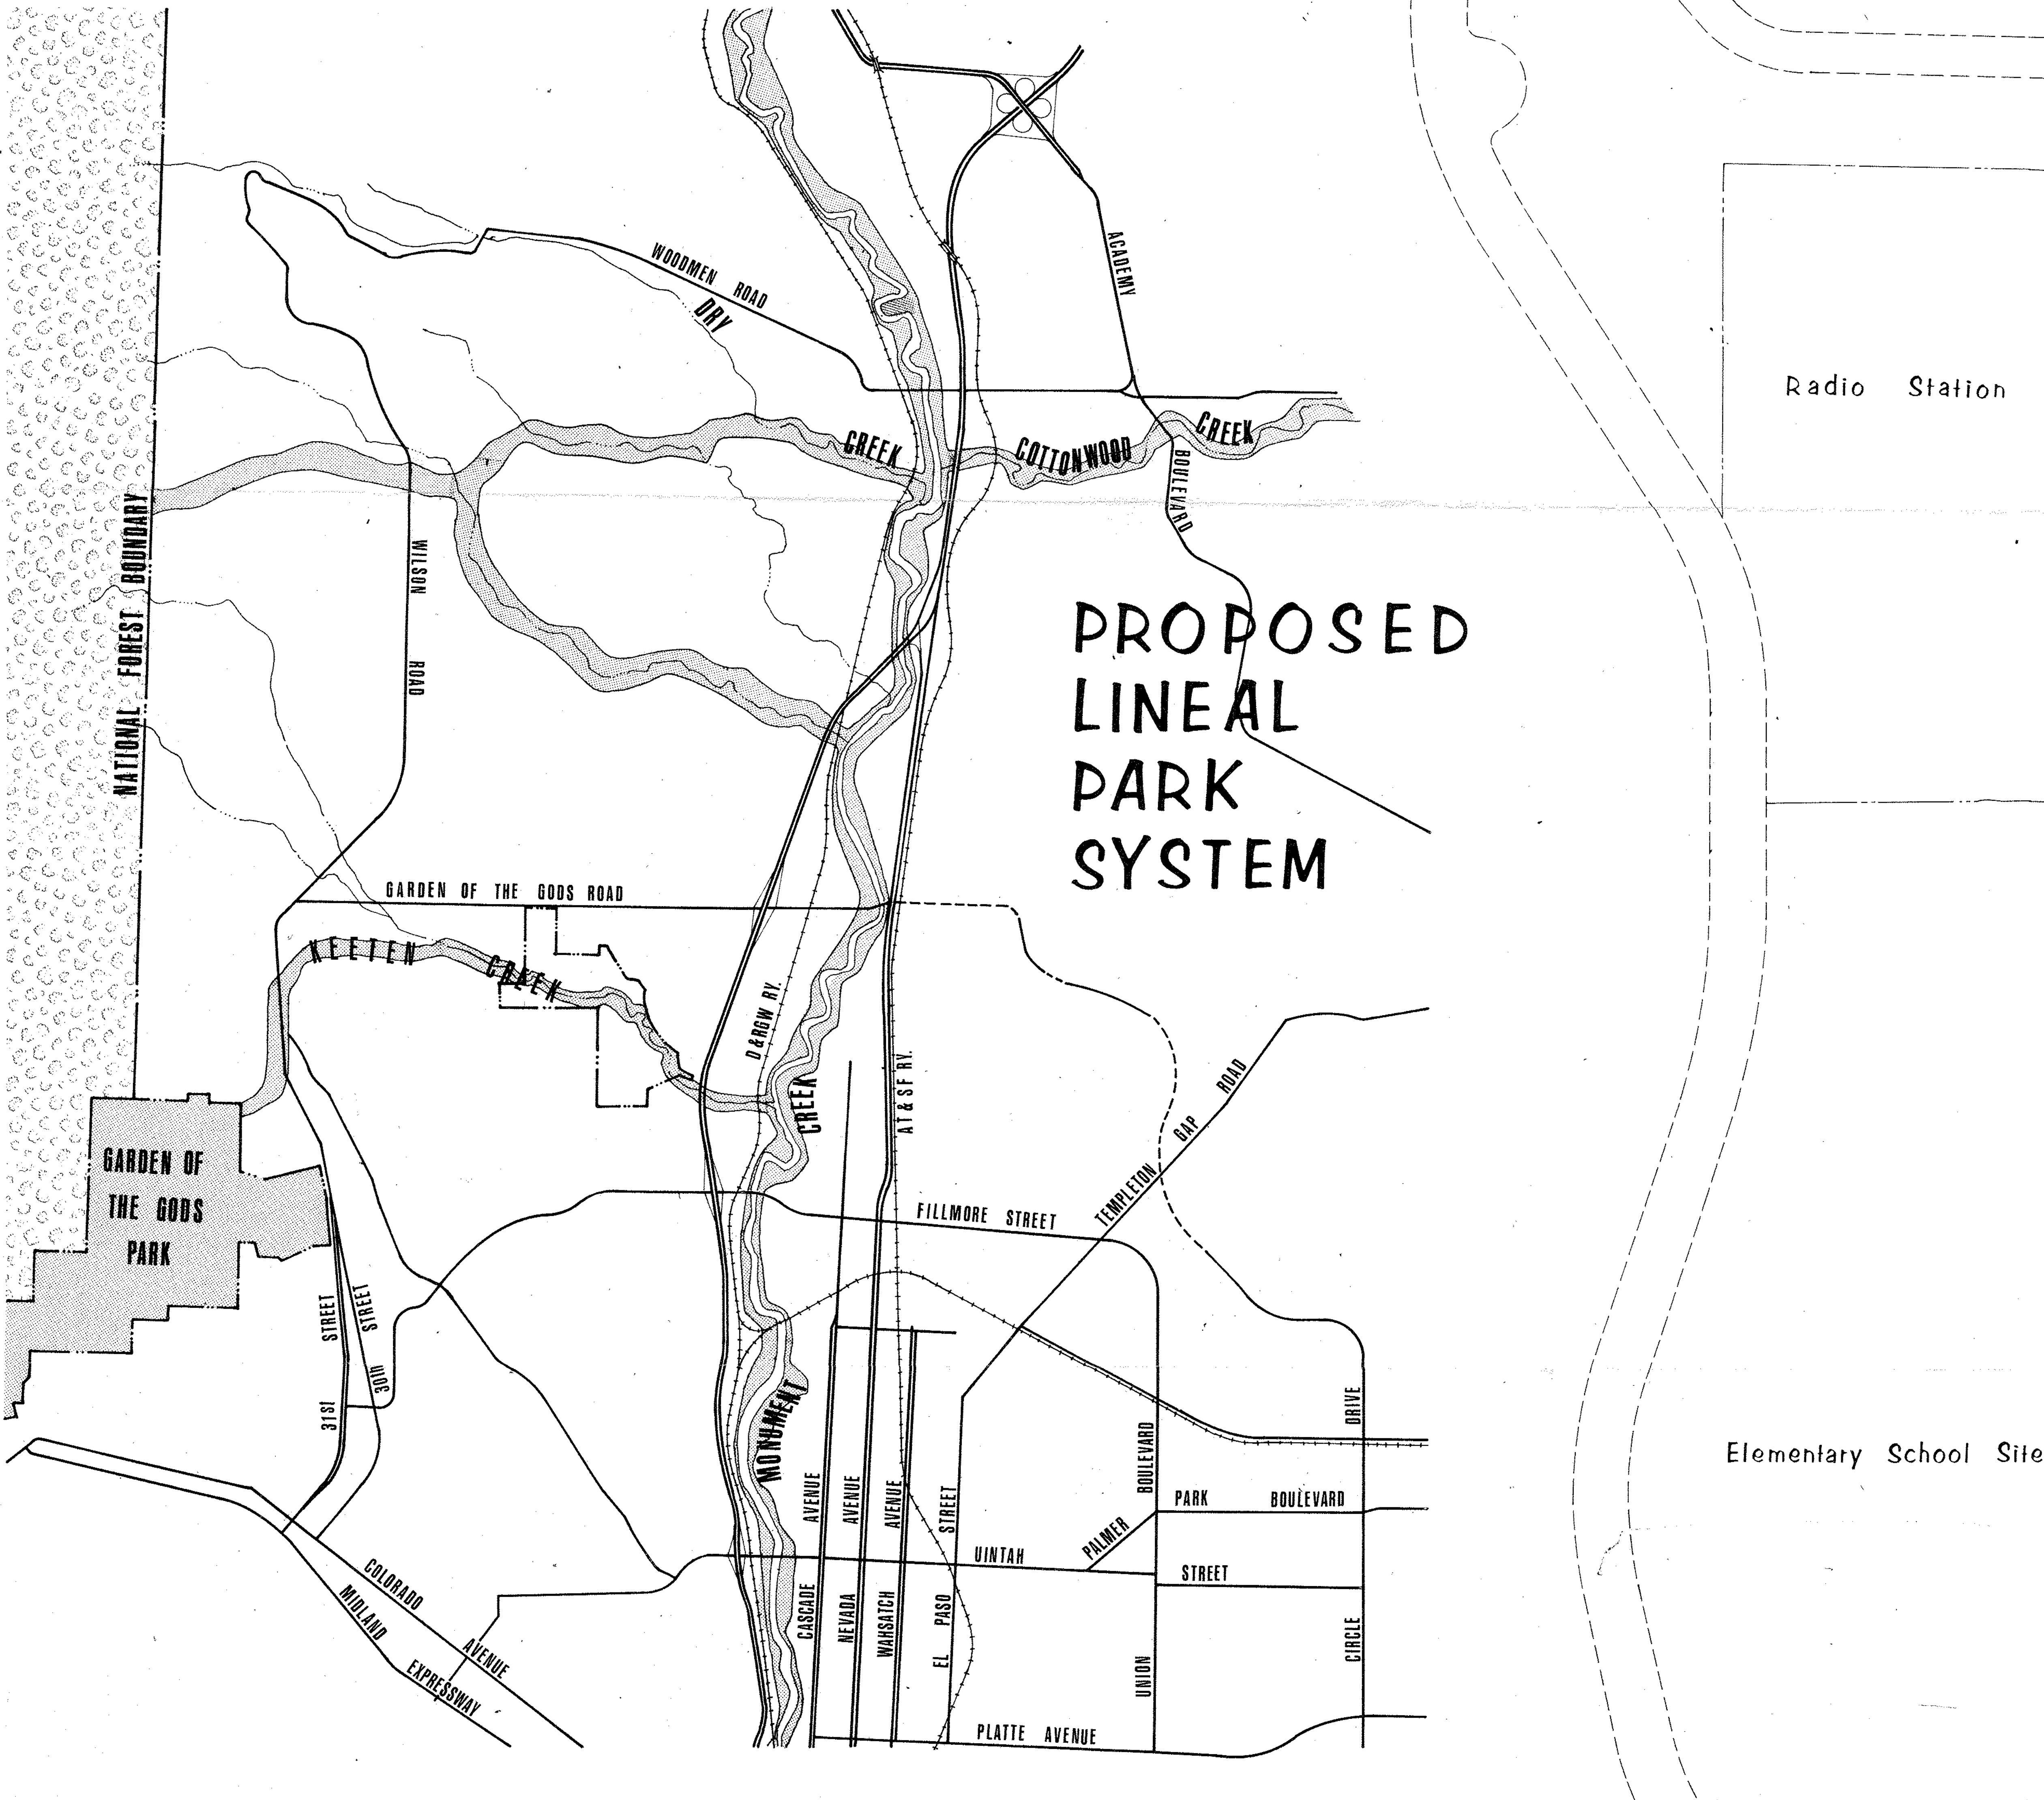 WOODMEN ROAD
DRY
CREEK
COTTONWOOD
CREEK
ACADEMY
BOULEVARD
Radio Station
NATIONAL FOREST BOUNDARY
WILSON
ROAD
PROPOSED
LINEAL
PARK
SYSTEM
GARDEN OF THE GODS ROAD
KEETEN
CREEK
D&RGW RY.
CREEK
AT & SF RY.
TEMPLETON GAP ROAD
GARDEN OF
THE GODS
PARK
FILLMORE STREET
31st
STREET
30th
STREET
MONUMENT
CASCADE
AVENUE
NEVADA
AVENUE
WAHSATCH
AVENUE
EL PASO
STREET
UNION
BOULEVARD
CIRCLE
DRIVE
Elementary School Site
PARK BOULEVARD
PALMER
UINTAH
STREET
COLORADO
AVENUE
MIDLAND
EXPRESSWAY
PLATTE AVENUE